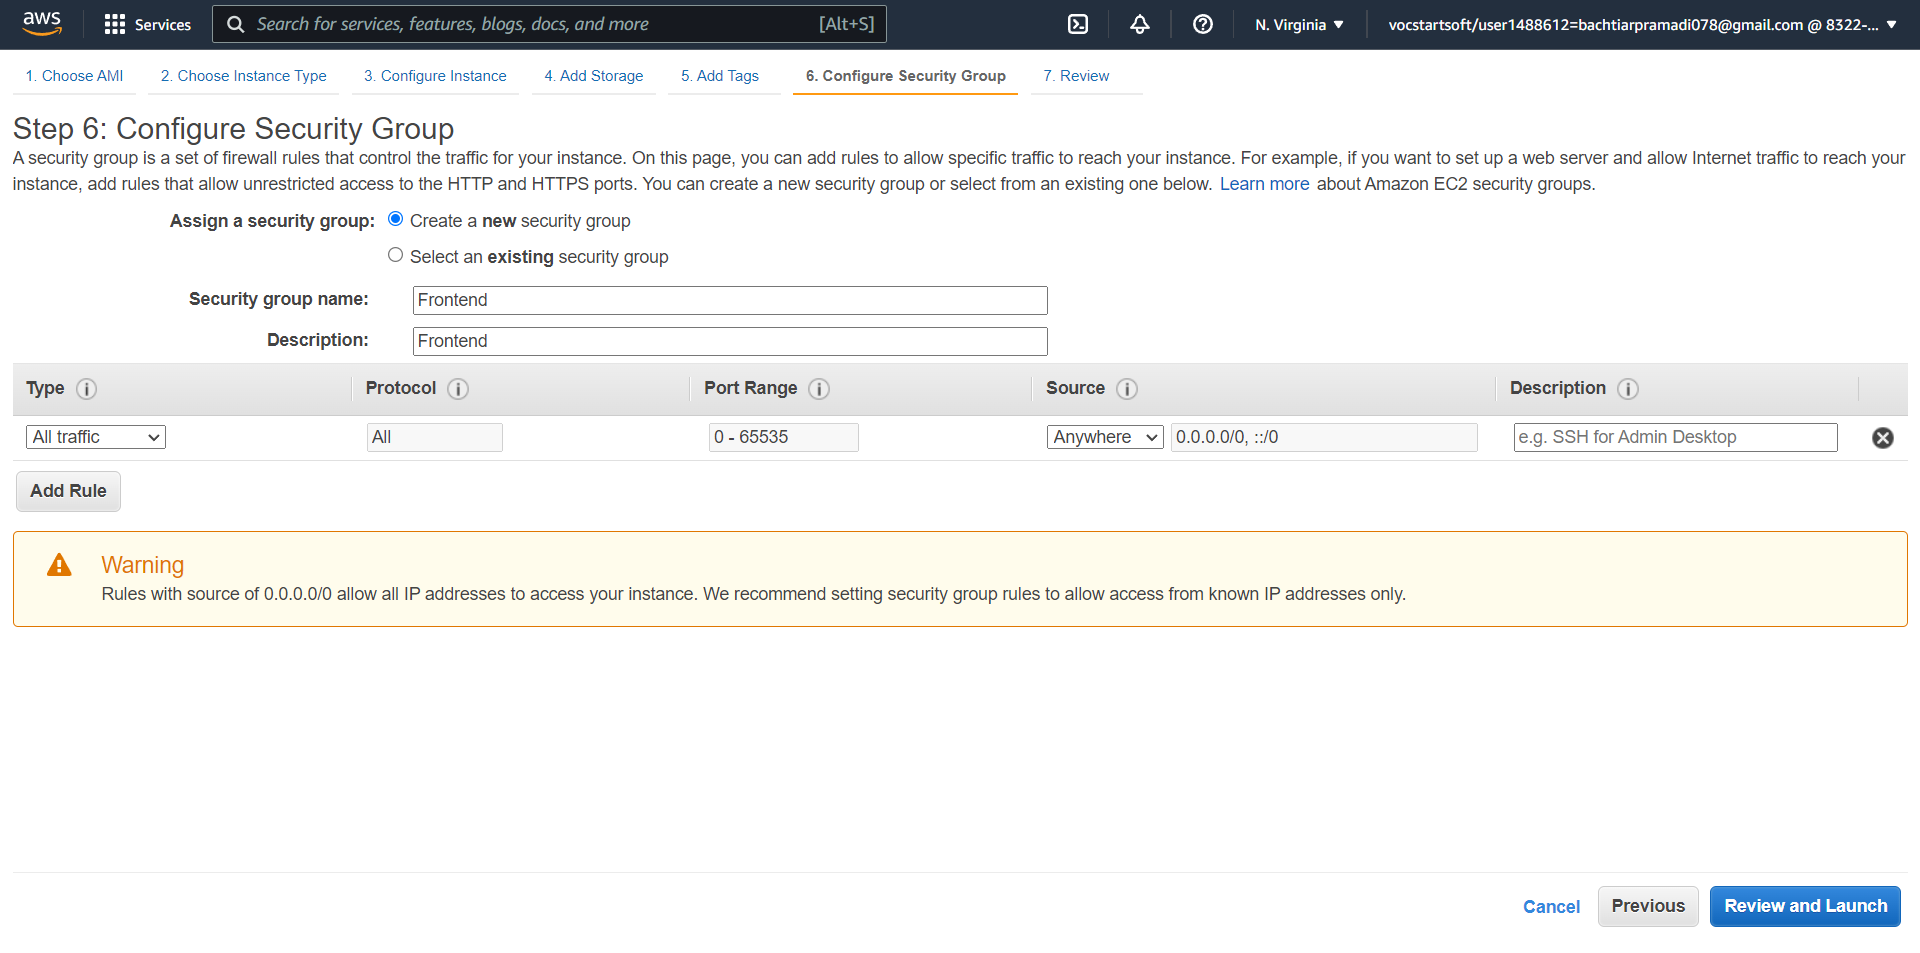 aws
Services
Search for services, features, blogs, docs, and more
[Alt+S]
N. Virginia
vocstartsoft/user1488612=bachtiarpramadi078@gmail.com @ 8322-...
1. Choose AMI
2. Choose Instance Type
3. Configure Instance
4. Add Storage
5. Add Tags
6. Configure Security Group
7. Review
Step 6: Configure Security Group
A security group is a set of firewall rules that control the traffic for your instance. On this page, you can add rules to allow specific traffic to reach your instance. For example, if you want to set up a web server and allow Internet traffic to reach your
instance, add rules that allow unrestricted access to the HTTP and HTTPS ports. You can create a new security group or select from an existing one below. Learn more about Amazon EC2 security groups.
Assign a security group: Create a new security group
Select an existing security group
Security group name: Frontend
Description: Frontend
Type
Protocol
Port Range
Source
Description
All traffic
All
0 - 65535
Anywhere
0.0.0.0/0, ::/0
e.g. SSH for Admin Desktop
Add Rule
Warning
Rules with source of 0.0.0.0/0 allow all IP addresses to access your instance. We recommend setting security group rules to allow access from known IP addresses only.
Cancel
Previous
Review and Launch